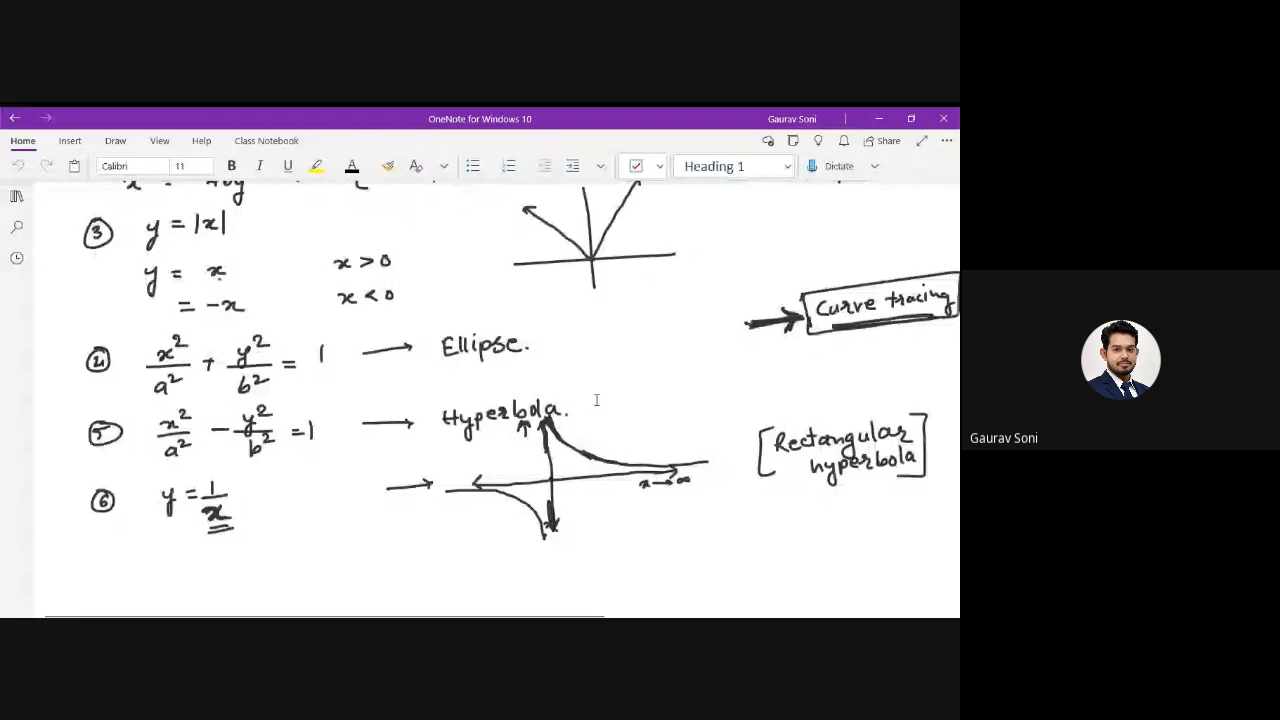 OneNote for Windows 10
Gaurav Soni
Home Insert Draw View Help Class Notebook
Share
Calibri 11 B I U A Heading 1 Dictate
③ y = |x|
y = x x > 0
= -x x < 0
Curve tracing
④ x²/a² + y²/b² = 1 → Ellipse.
⑤ x²/a² - y²/b² = 1 → Hyperbola.
[Rectangular
hyperbola]
⑥ y = 1/x →
x → ∞
Gaurav Soni